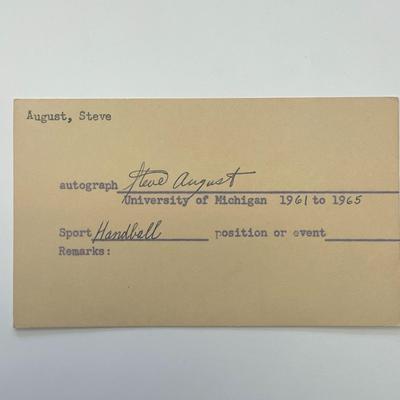 August, Steve
autograph Steve August
University of Michigan 1961 to 1965
Sport Handball position or event
Remarks: